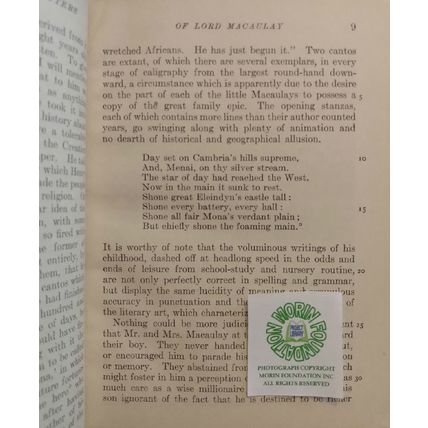 OF LORD MACAULAY 9
wretched Africans. He has just begun it." Two cantos
are extant, of which there are several exemplars, in every
stage of caligraphy from the largest round-hand down-
ward, a circumstance which is apparently due to the desire
on the part of each of the little Macaulays to possess a 5
copy of the great family epic. The opening stanzas,
each of which contains more lines than their author counted
years, go swinging along with plenty of animation and
no dearth of historical and geographical allusion.
Day set on Cambria's hills supreme, 10
And, Menai, on thy silver stream.
The star of day had reached the West.
Now in the main it sunk to rest.
Shone great Eleindyn's castle tall:
Shone every battery, every hall: 15
Shone all fair Mona's verdant plain;
But chiefly shone the foaming main.°
It is worthy of note that the voluminous writings of his
childhood, dashed off at headlong speed in the odds and
ends of leisure from school-study and nursery routine, 20
are not only perfectly correct in spelling and grammar,
but display the same lucidity of meaning and
accuracy in punctuation and the
the literary art, which characteriz
Nothing could be more judicio 25
that Mr. and Mrs. Macaulay at
their boy. They never handed out,
or encouraged him to parade his
or memory. They abstained from
might foster in him a perception 30
much care as a wise millionaire
son ignorant of the fact that he is destined to be richer
MORIN FOUNDATION
PROJECT
LIBRARY
PHOTOGRAPH COPYRIGHT
MORIN FOUNDATION INC
ALL RIGHTS RESERVED